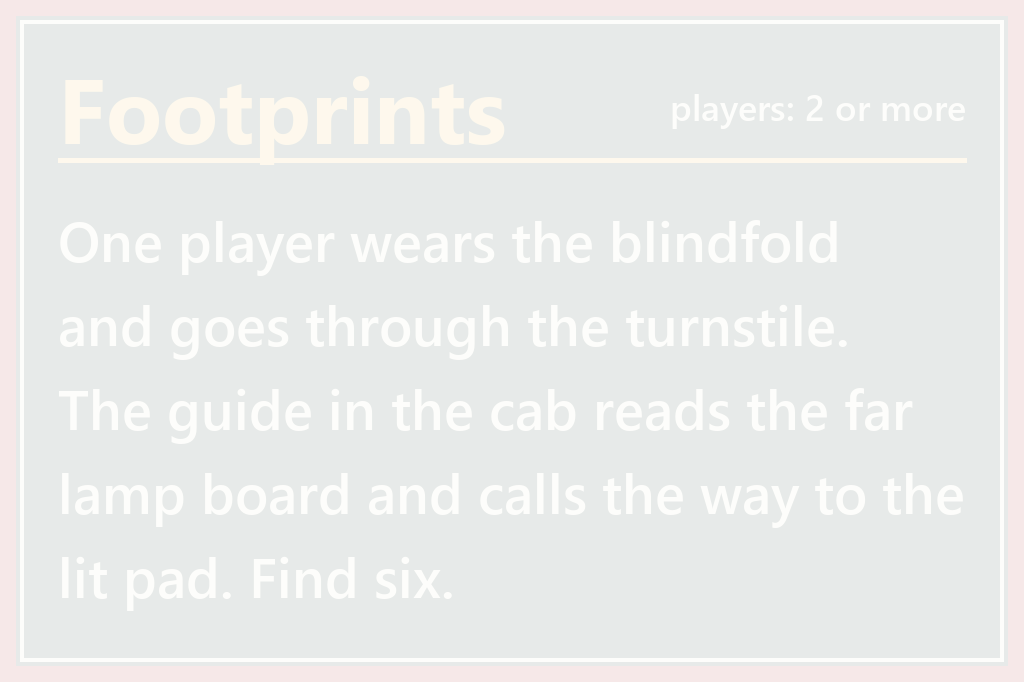 Footprints
players: 2 or more
One player wears the blindfold
and goes through the turnstile.
The guide in the cab reads the far
lamp board and calls the way to the
lit pad. Find six.